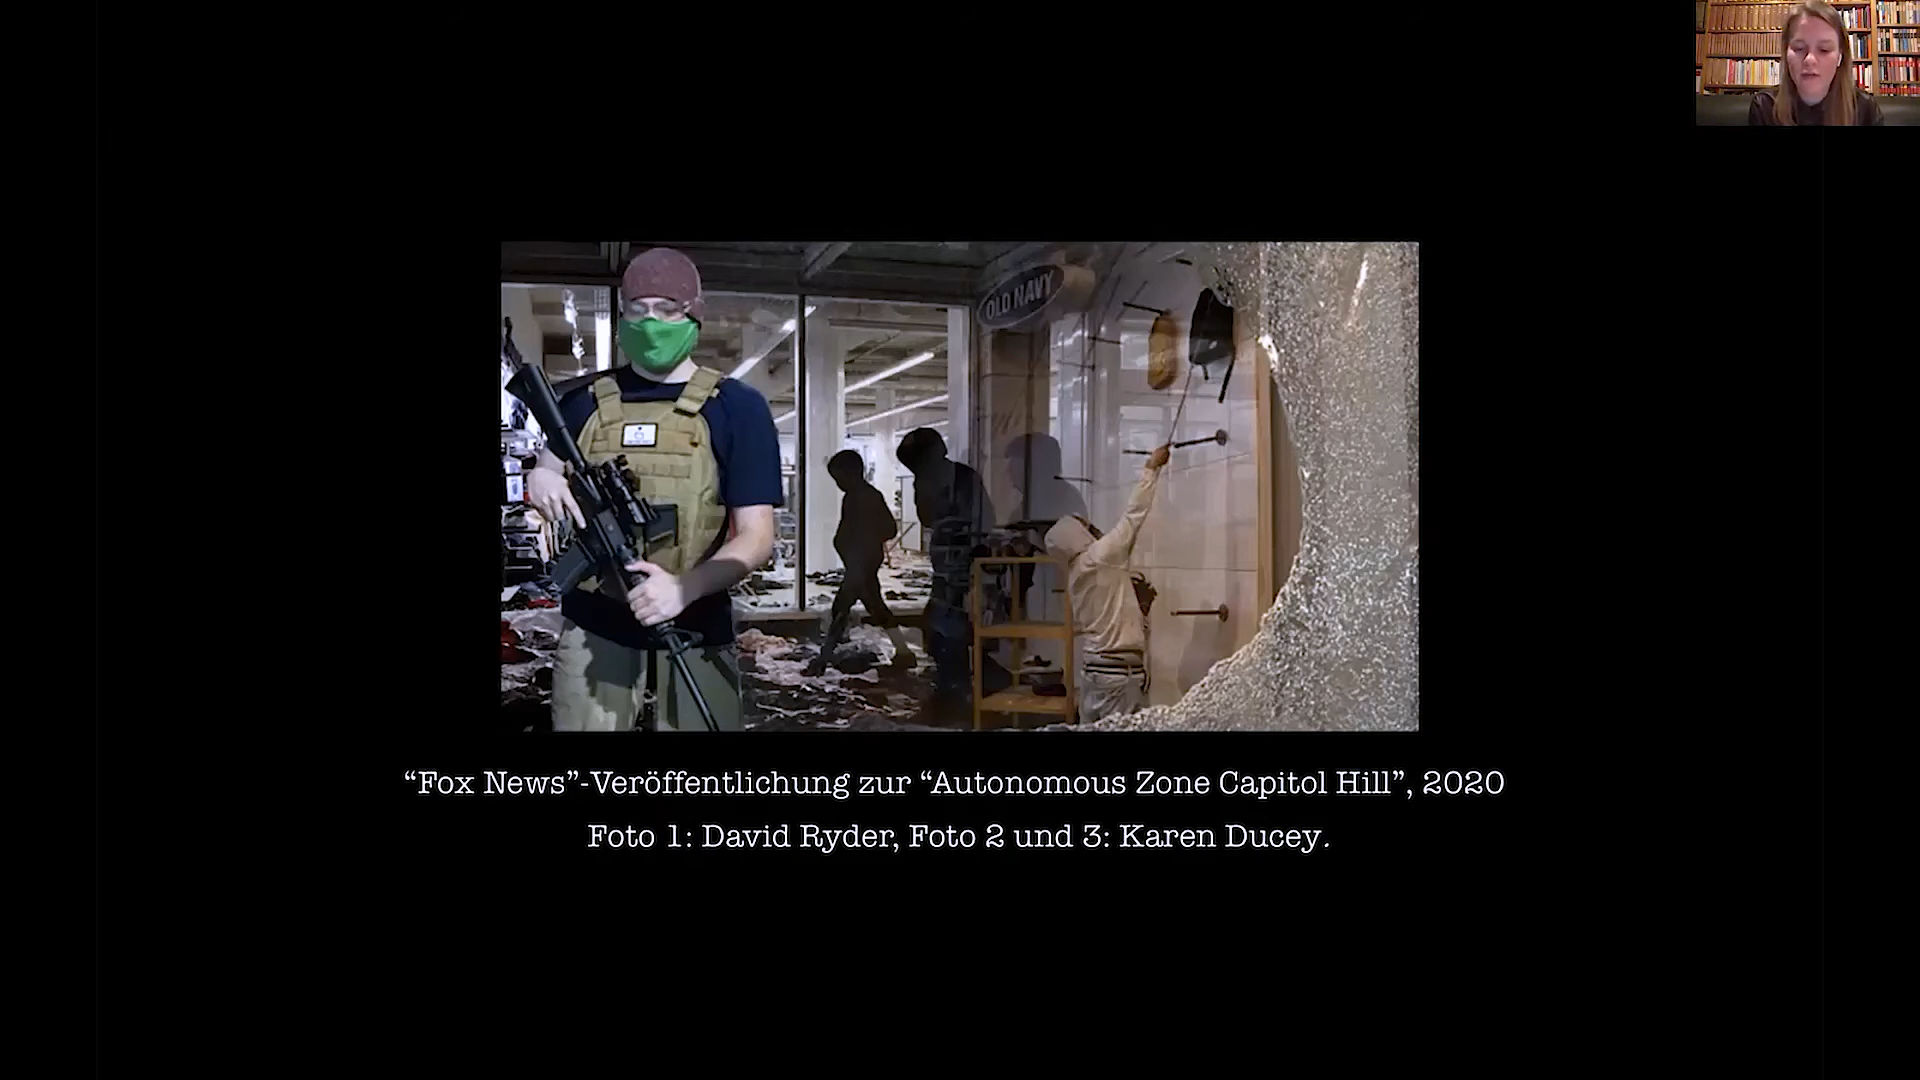 OLD NAVY
“Fox News”-Veröffentlichung zur “Autonomous Zone Capitol Hill”, 2020
Foto 1: David Ryder, Foto 2 und 3: Karen Ducey.